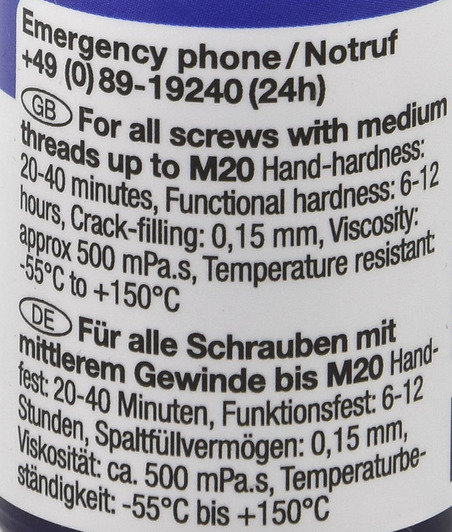 Emergency phone / Notruf
+49 (0) 89-19240 (24h)
GB For all screws with medium
threads up to M20 Hand-hardness:
20-40 minutes, Functional hardness: 6-12
hours, Crack-filling: 0,15 mm, Viscosity:
approx 500 mPa.s, Temperature resistant:
-55°C to +150°C
DE Für alle Schrauben mit
mittlerem Gewinde bis M20 Hand-
fest: 20-40 Minuten, Funktionsfest: 6-12
Stunden, Spaltfüllvermögen: 0,15 mm,
Viskosität: ca. 500 mPa.s, Temperaturbe-
ständigkeit: -55°C bis +150°C